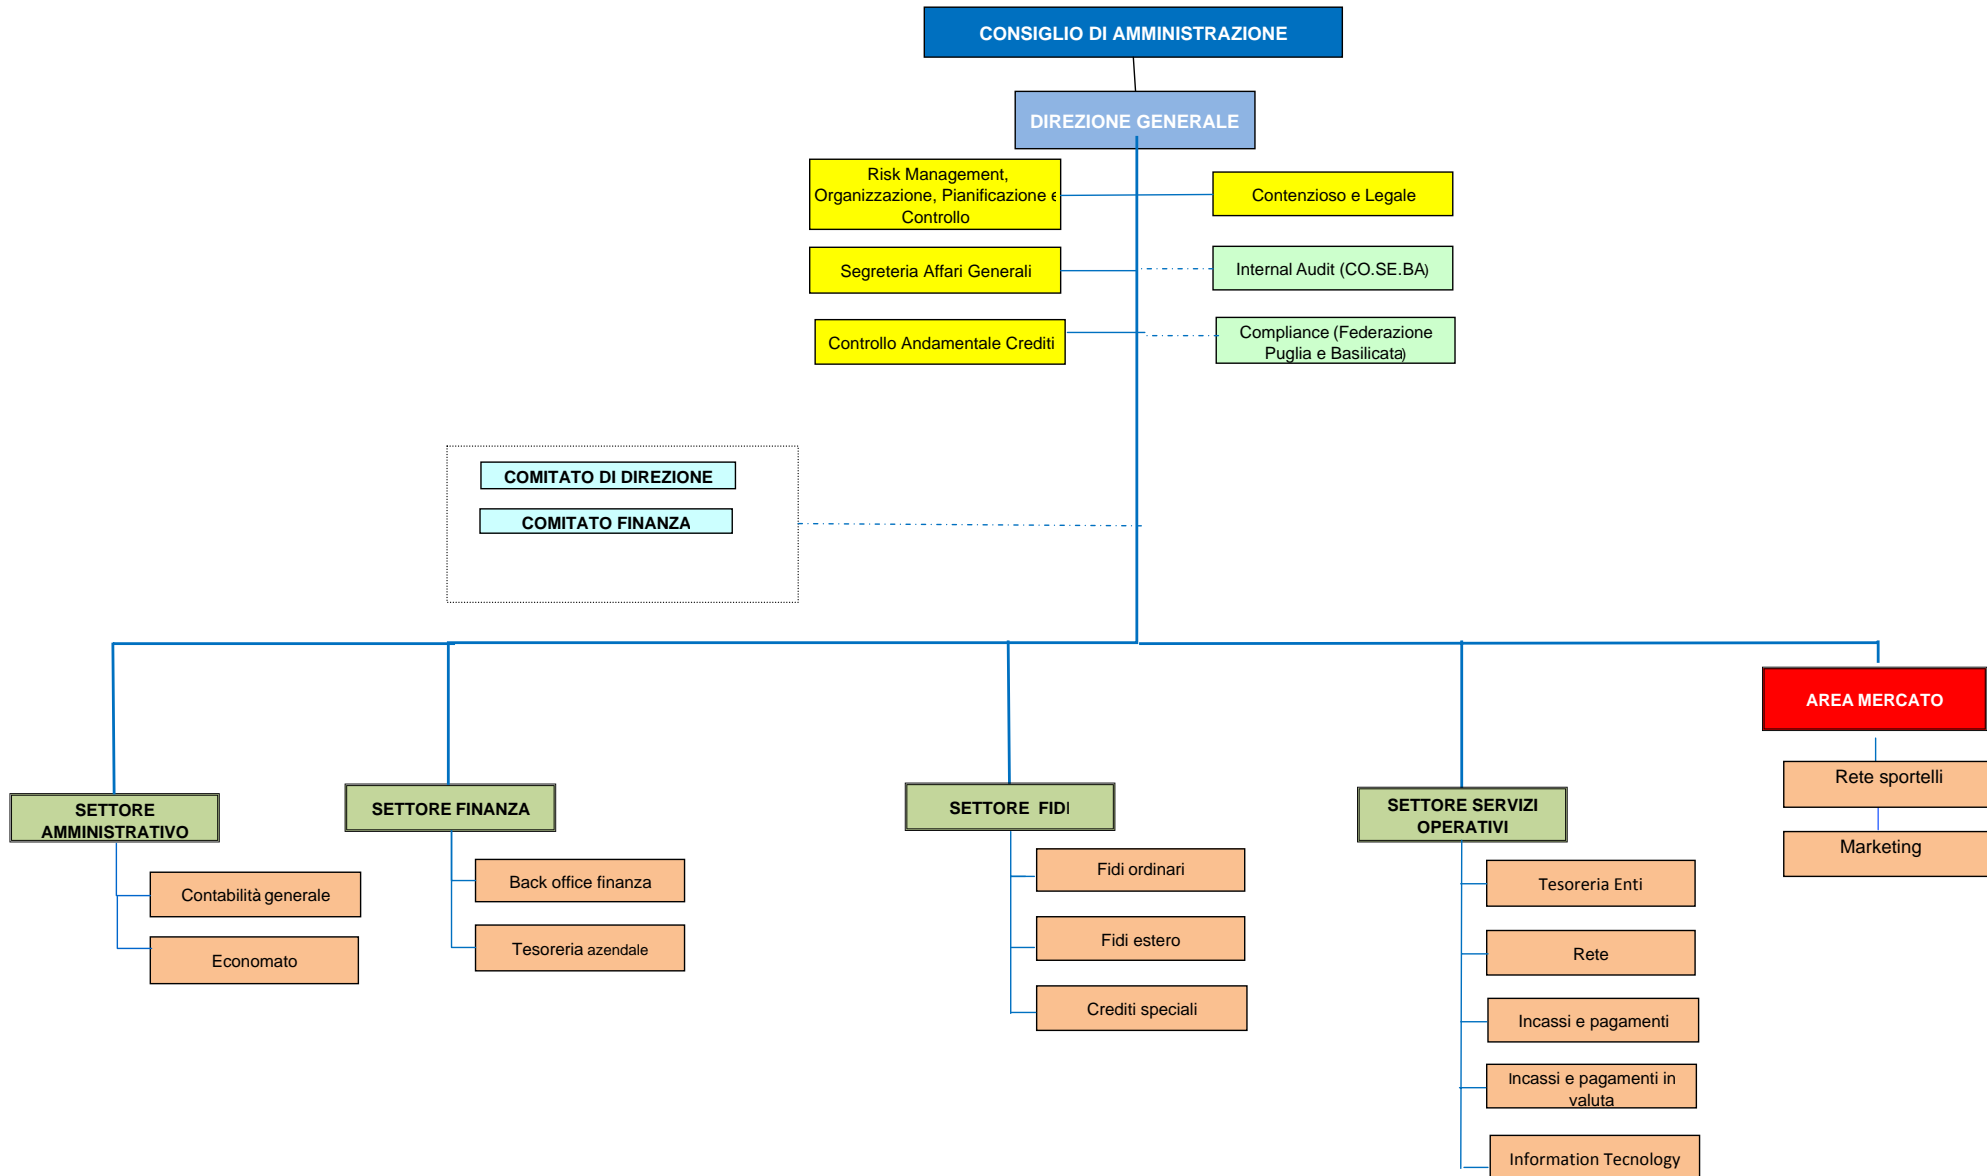 CONSIGLIO DI AMMINISTRAZIONE
DIREZIONE GENERALE
Risk Management,
Organizzazione, Pianificazione e
Controllo
Contenzioso e Legale
Segreteria Affari Generali
Internal Audit (CO.SE.BA)
Controllo Andamentale Crediti
Compliance (Federazione
Puglia e Basilicata)
COMITATO DI DIREZIONE
COMITATO FINANZA
AREA MERCATO
Rete sportelli
Marketing
SETTORE
AMMINISTRATIVO
Contabilità generale
Economato
SETTORE FINANZA
Back office finanza
Tesoreria azendale
SETTORE FIDI
Fidi ordinari
Fidi estero
Crediti speciali
SETTORE SERVIZI
OPERATIVI
Tesoreria Enti
Rete
Incassi e pagamenti
Incassi e pagamenti in
valuta
Information Tecnology